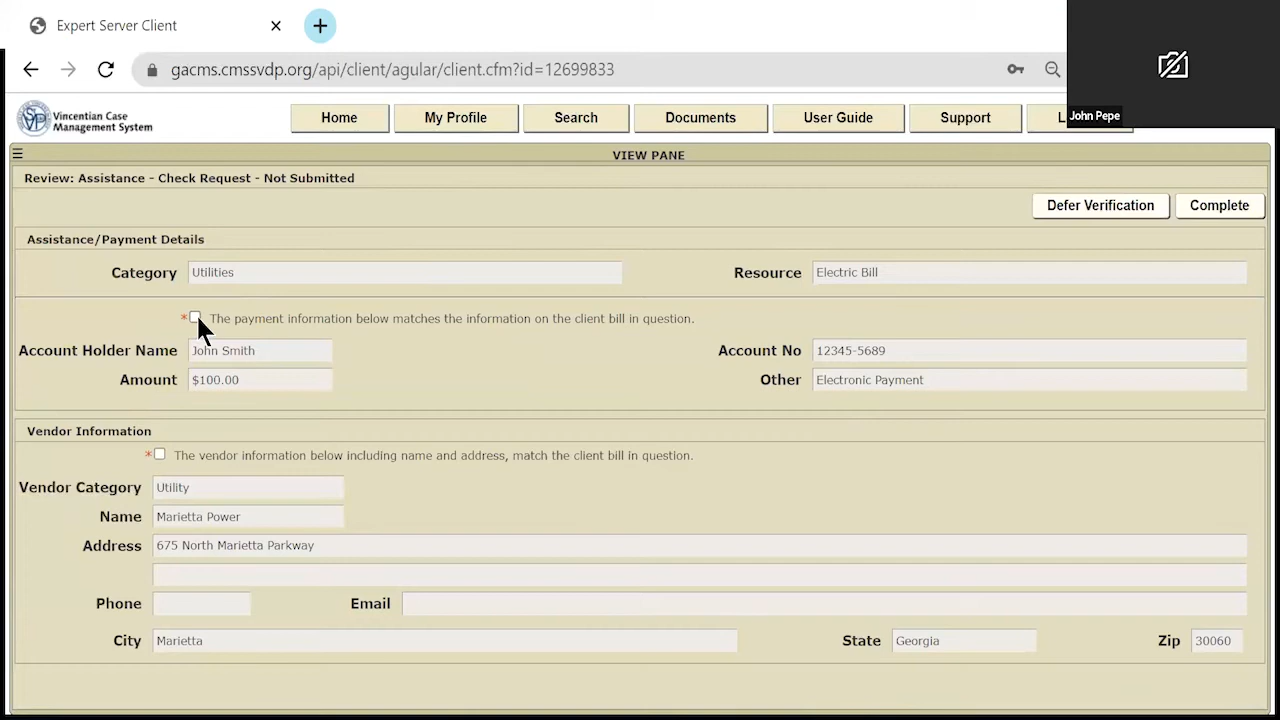 Expert Server Client
gacms.cmssvdp.org/api/client/agular/client.cfm?id=12699833
John Pepe
Vincentian Case
Management System
Home
My Profile
Search
Documents
User Guide
Support
L
VIEW PANE
Review: Assistance - Check Request - Not Submitted
Defer Verification
Complete
Assistance/Payment Details
Category Utilities Resource Electric Bill
* The payment information below matches the information on the client bill in question.
Account Holder Name John Smith Account No 12345-5689
Amount $100.00 Other Electronic Payment
Vendor Information
* The vendor information below including name and address, match the client bill in question.
Vendor Category Utility
Name Marietta Power
Address 675 North Marietta Parkway
Phone Email
City Marietta State Georgia Zip 30060